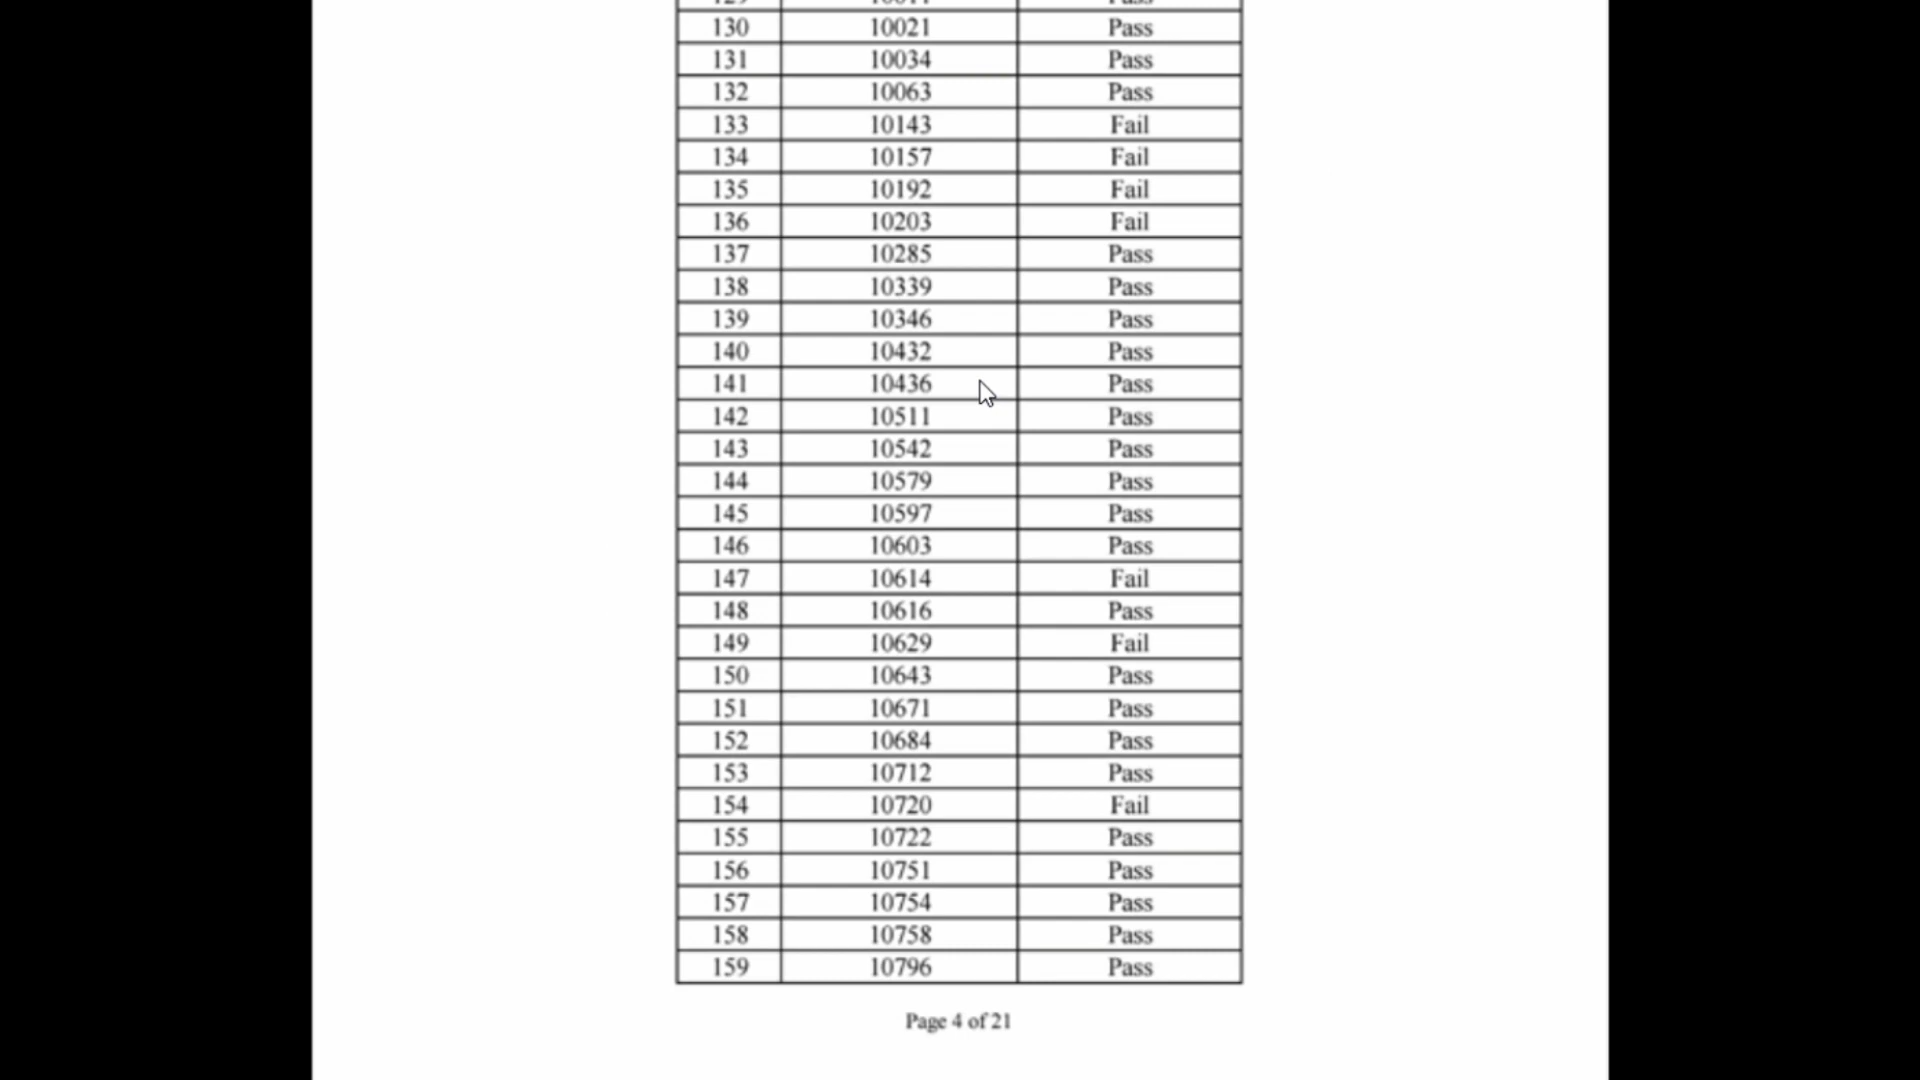 130 10021 Pass
131 10034 Pass
132 10063 Pass
133 10143 Fail
134 10157 Fail
135 10192 Fail
136 10203 Fail
137 10285 Pass
138 10339 Pass
139 10346 Pass
140 10432 Pass
141 10436 Pass
142 10511 Pass
143 10542 Pass
144 10579 Pass
145 10597 Pass
146 10603 Pass
147 10614 Fail
148 10616 Pass
149 10629 Fail
150 10643 Pass
151 10671 Pass
152 10684 Pass
153 10712 Pass
154 10720 Fail
155 10722 Pass
156 10751 Pass
157 10754 Pass
158 10758 Pass
159 10796 Pass
Page 4 of 21